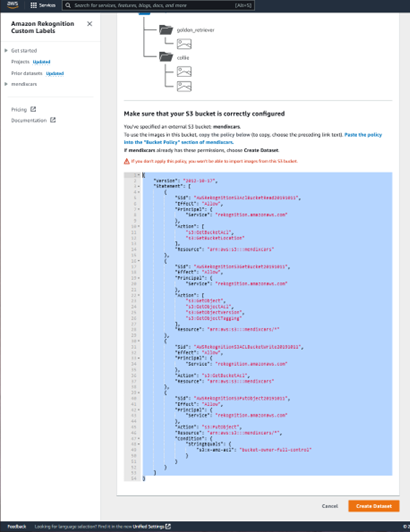 aws
Services
Search for services, features, blogs, docs, and more
[Alt+S]
Amazon Rekognition
Custom Labels
Get started
Projects Updated
Prior datasets Updated
mendixcars
Pricing
Documentation
golden_retriever
collie
Make sure that your S3 bucket is correctly configured
You've specified an external S3 bucket: mendixcars.
To use the images in this bucket, copy the policy below (to copy, choose the preceding link text). Paste the policy
into the "Bucket Policy" section of mendixcars.
If mendixcars already has these permissions, choose Create Dataset.
If you don't apply this policy, you won't be able to import images from this S3 bucket.
{
"Version": "2012-10-17",
"Statement": [
{
"Effect": "Allow",
"Principal": {
"Service": "rekognition.amazonaws.com"
},
"Action": [
"s3:GetBucketAcl",
"s3:GetBucketLocation"
],
"Resource": "arn:aws:s3:::mendixcars"
},
{
"Effect": "Allow",
"Principal": {
"Service": "rekognition.amazonaws.com"
},
"Action": [
"s3:GetObject",
"s3:GetObjectAcl",
"s3:GetObjectVersion",
"s3:GetObjectTagging"
],
"Resource": "arn:aws:s3:::mendixcars/*"
},
{
"Effect": "Allow",
"Principal": {
"Service": "rekognition.amazonaws.com"
},
"Action": "s3:GetBucketAcl",
"Resource": "arn:aws:s3:::mendixcars"
},
{
"Effect": "Allow",
"Principal": {
"Service": "rekognition.amazonaws.com"
},
"Action": "s3:PutObject",
"Resource": "arn:aws:s3:::mendixcars/*",
"Condition": {
"StringEquals": {
"s3:x-amz-acl": "bucket-owner-full-control"
}
}
}
]
}
Cancel
Create Dataset
Feedback
Looking for language selection? Find it in the new Unified Settings